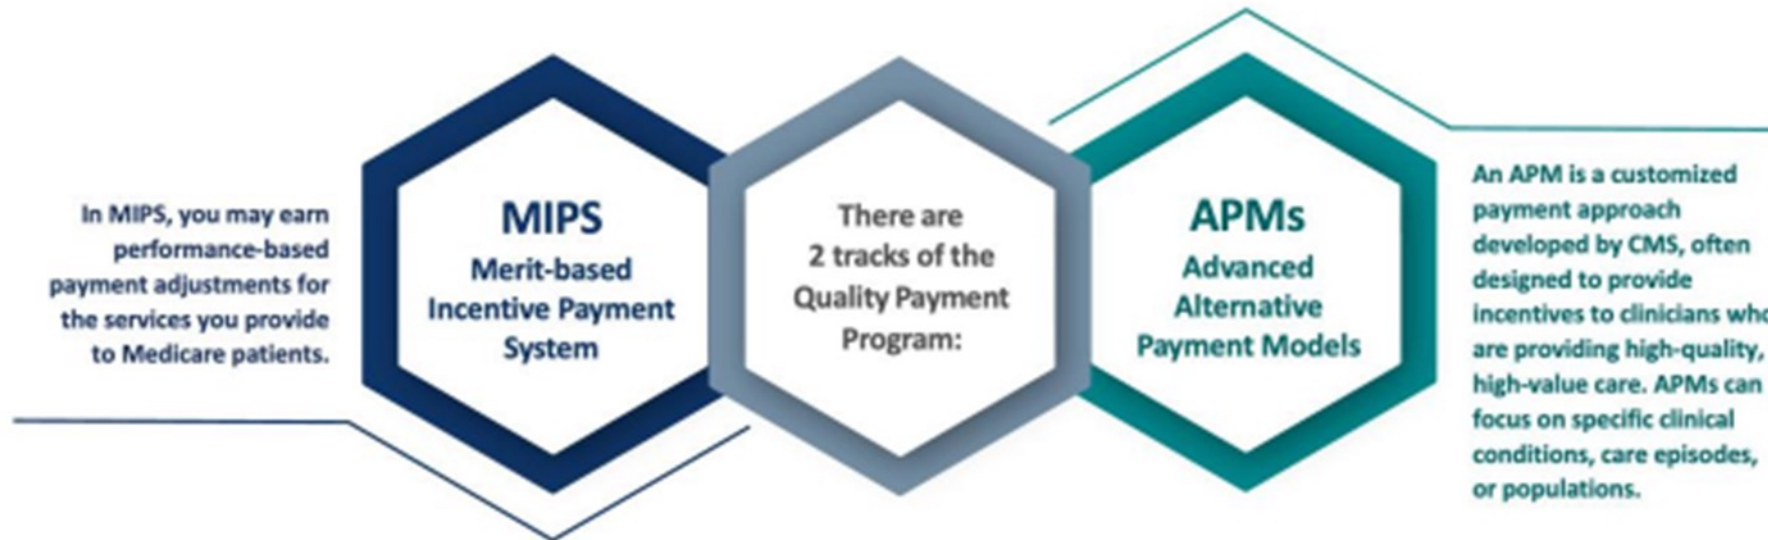 In MIPS, you may earn
performance-based
payment adjustments for
the services you provide
to Medicare patients.
MIPS
Merit-based
Incentive Payment
System
There are
2 tracks of the
Quality Payment
Program:
APMs
Advanced
Alternative
Payment Models
An APM is a customized
payment approach
developed by CMS, often
designed to provide
incentives to clinicians who
are providing high-quality,
high-value care. APMs can
focus on specific clinical
conditions, care episodes,
or populations.